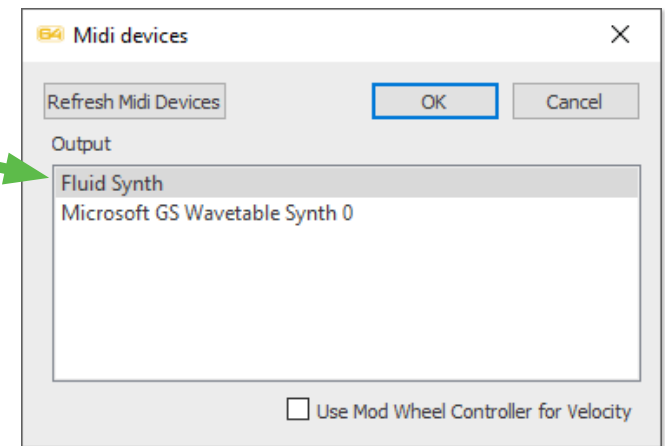 64 Midi devices
Refresh Midi Devices OK Cancel
Output
Fluid Synth
Microsoft GS Wavetable Synth 0
Use Mod Wheel Controller for Velocity